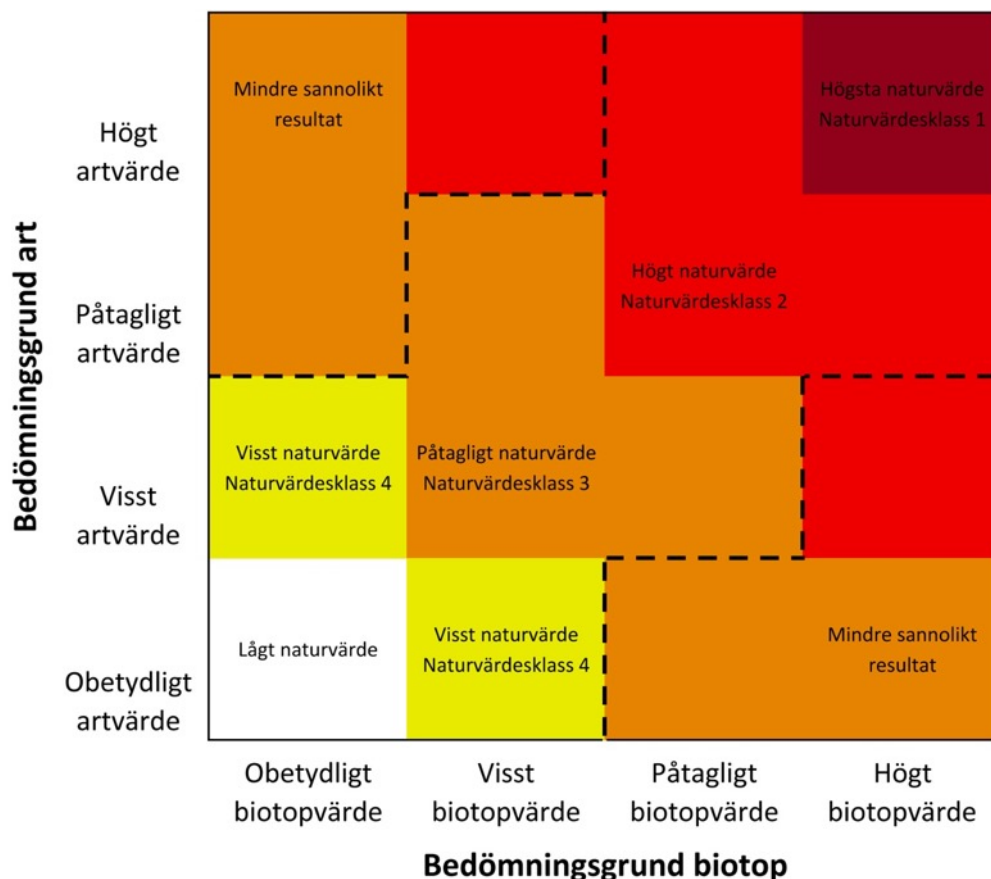 Bedömningsgrund art
Högt
artvärde
Mindre sannolikt
resultat
Högsta naturvärde
Naturvärdesklass 1
Påtagligt
artvärde
Högt naturvärde
Naturvärdesklass 2
Visst
artvärde
Visst naturvärde
Naturvärdesklass 4
Påtagligt naturvärde
Naturvärdesklass 3
Obetydligt
artvärde
Lågt naturvärde
Visst naturvärde
Naturvärdesklass 4
Mindre sannolikt
resultat
Obetydligt
biotopvärde
Visst
biotopvärde
Påtagligt
biotopvärde
Högt
biotopvärde
Bedömningsgrund biotop